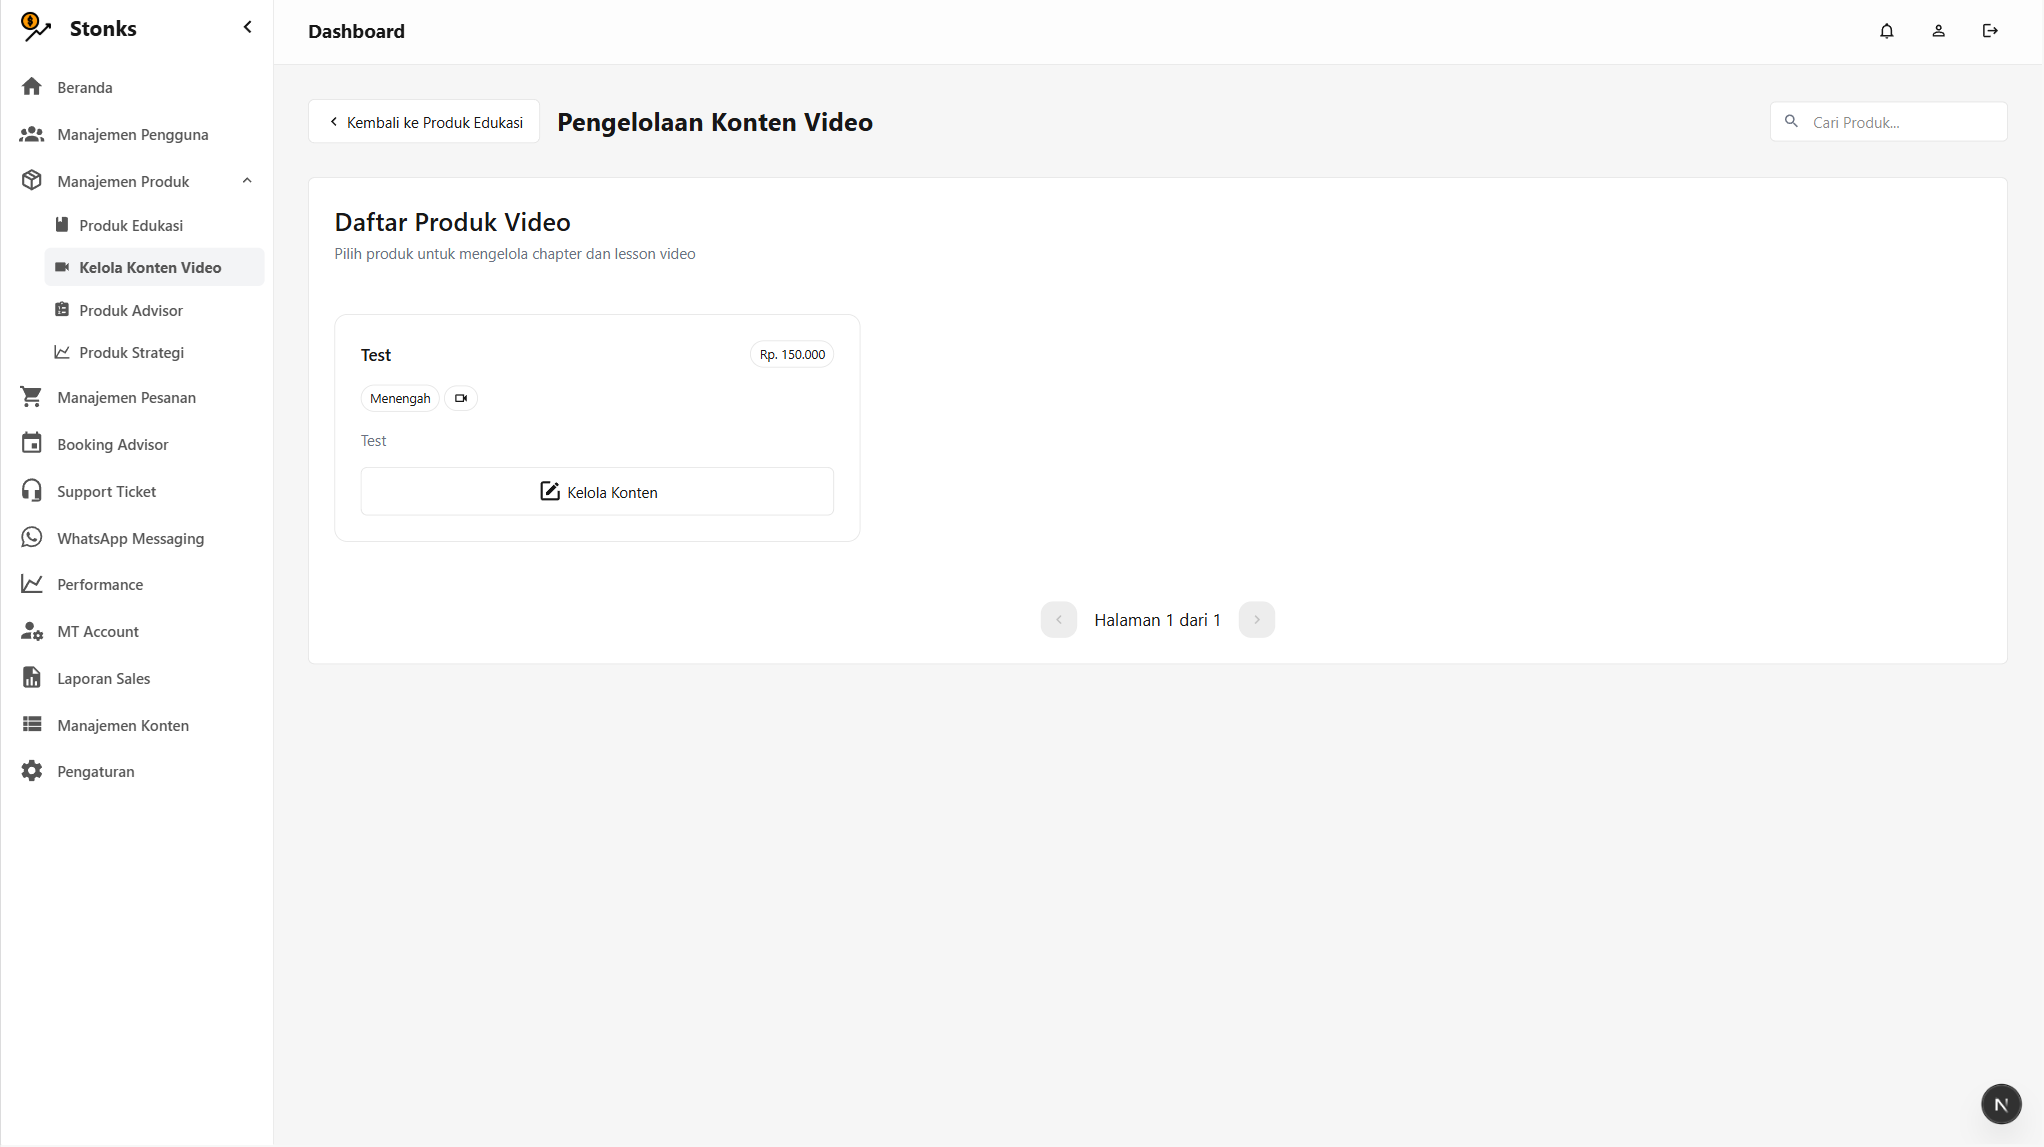 Stonks
Beranda
Manajemen Pengguna
Manajemen Produk
Produk Edukasi
Kelola Konten Video
Produk Advisor
Produk Strategi
Manajemen Pesanan
Booking Advisor
Support Ticket
WhatsApp Messaging
Performance
MT Account
Laporan Sales
Manajemen Konten
Pengaturan
Dashboard
Kembali ke Produk Edukasi
Pengelolaan Konten Video
Cari Produk...
Daftar Produk Video
Pilih produk untuk mengelola chapter dan lesson video
Test
Rp. 150.000
Menengah
Test
Kelola Konten
Halaman 1 dari 1
N